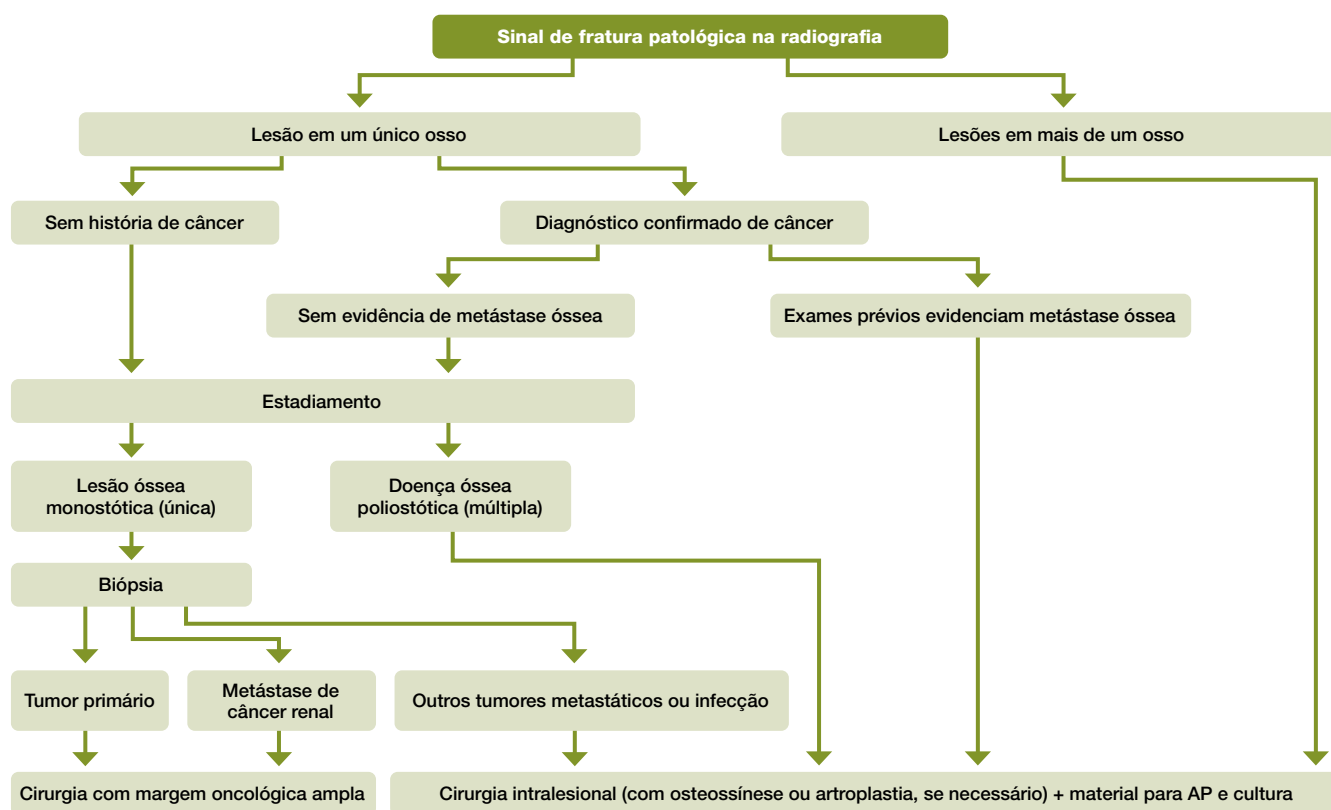 Sinal de fratura patológica na radiografia
Lesão em um único osso
Lesões em mais de um osso
Sem história de câncer
Diagnóstico confirmado de câncer
Sem evidência de metástase óssea
Exames prévios evidenciam metástase óssea
Estadiamento
Lesão óssea
monostótica (única)
Doença óssea
poliostótica (múltipla)
Biópsia
Tumor primário
Metástase de
câncer renal
Outros tumores metastáticos ou infecção
Cirurgia com margem oncológica ampla
Cirurgia intralesional (com osteossínese ou artroplastia, se necessário) + material para AP e cultura